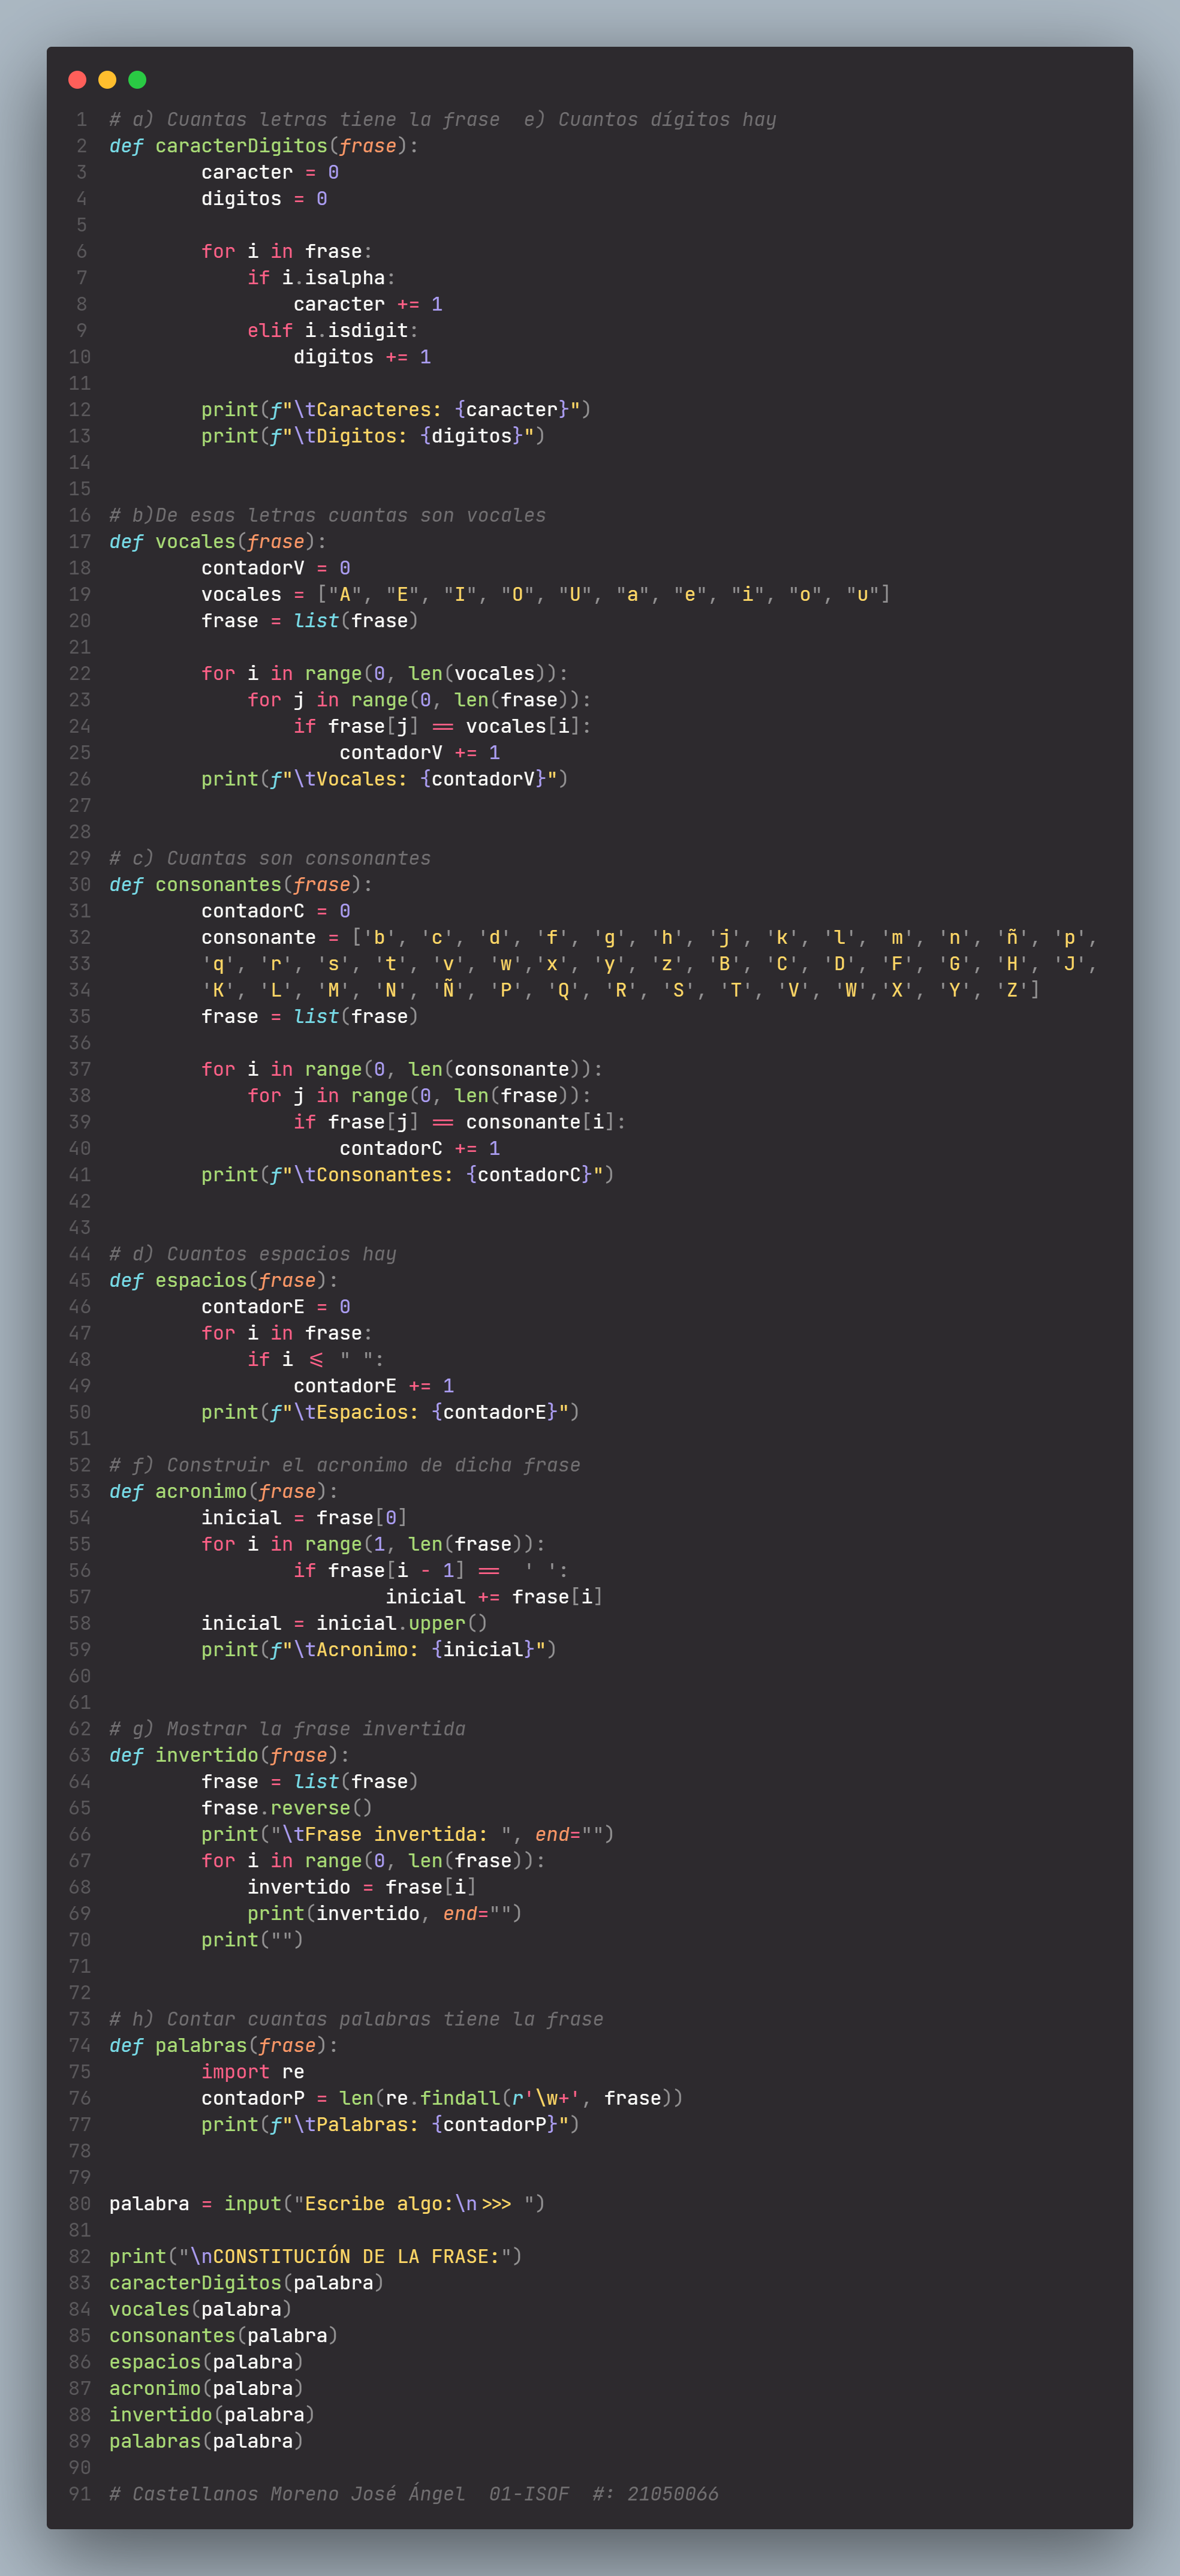 1 # a) Cuantas letras tiene la frase  e) Cuantos dígitos hay
2 def caracterDigitos(frase):
3         caracter = 0
4         digitos = 0
5
6         for i in frase:
7             if i.isalpha:
8                 caracter += 1
9             elif i.isdigit:
10                 digitos += 1
11
12         print(f"\tCaracteres: {caracter}")
13         print(f"\tDigitos: {digitos}")
14
15
16 # b)De esas letras cuantas son vocales
17 def vocales(frase):
18         contadorV = 0
19         vocales = ["A", "E", "I", "O", "U", "a", "e", "i", "o", "u"]
20         frase = list(frase)
21
22         for i in range(0, len(vocales)):
23             for j in range(0, len(frase)):
24                 if frase[j] == vocales[i]:
25                     contadorV += 1
26         print(f"\tVocales: {contadorV}")
27
28
29 # c) Cuantas son consonantes
30 def consonantes(frase):
31         contadorC = 0
32         consonante = ['b', 'c', 'd', 'f', 'g', 'h', 'j', 'k', 'l', 'm', 'n', 'ñ', 'p',
33         'q', 'r', 's', 't', 'v', 'w','x', 'y', 'z', 'B', 'C', 'D', 'F', 'G', 'H', 'J',
34         'K', 'L', 'M', 'N', 'Ñ', 'P', 'Q', 'R', 'S', 'T', 'V', 'W','X', 'Y', 'Z']
35         frase = list(frase)
36
37         for i in range(0, len(consonante)):
38             for j in range(0, len(frase)):
39                 if frase[j] == consonante[i]:
40                     contadorC += 1
41         print(f"\tConsonantes: {contadorC}")
42
43
44 # d) Cuantos espacios hay
45 def espacios(frase):
46         contadorE = 0
47         for i in frase:
48             if i <= " ":
49                 contadorE += 1
50         print(f"\tEspacios: {contadorE}")
51
52 # f) Construir el acronimo de dicha frase
53 def acronimo(frase):
54         inicial = frase[0]
55         for i in range(1, len(frase)):
56                 if frase[i - 1] ==  ' ':
57                         inicial += frase[i]
58         inicial = inicial.upper()
59         print(f"\tAcronimo: {inicial}")
60
61
62 # g) Mostrar la frase invertida
63 def invertido(frase):
64         frase = list(frase)
65         frase.reverse()
66         print("\tFrase invertida: ", end="")
67         for i in range(0, len(frase)):
68             invertido = frase[i]
69             print(invertido, end="")
70         print("")
71
72
73 # h) Contar cuantas palabras tiene la frase
74 def palabras(frase):
75         import re
76         contadorP = len(re.findall(r'\w+', frase))
77         print(f"\tPalabras: {contadorP}")
78
79
80 palabra = input("Escribe algo:\n>>> ")
81
82 print("\nCONSTITUCIÓN DE LA FRASE:")
83 caracterDigitos(palabra)
84 vocales(palabra)
85 consonantes(palabra)
86 espacios(palabra)
87 acronimo(palabra)
88 invertido(palabra)
89 palabras(palabra)
90
91 # Castellanos Moreno José Ángel  01-ISOF  #: 21050066